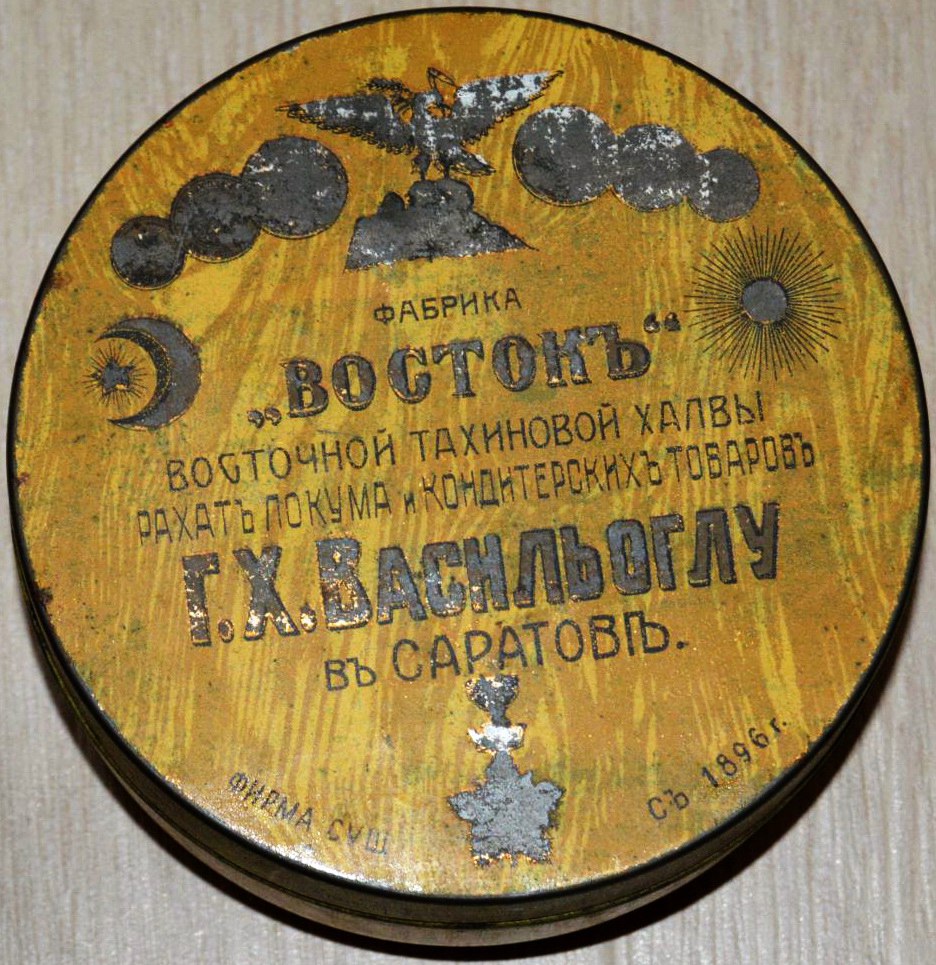 ФАБРИКА
„ВОСТОКЪ“
ВОСТОЧНОЙ ТАХИНОВОЙ ХАЛВЫ
РАХАТЪ ЛОКУМА и КОНДИТЕРСКИХЪ ТОВАРОВЪ
Г.Х. ВАСИЛЬОГЛУ
въ САРАТОВѢ.
ФИРМА СУЩ.
СЪ 1896 г.